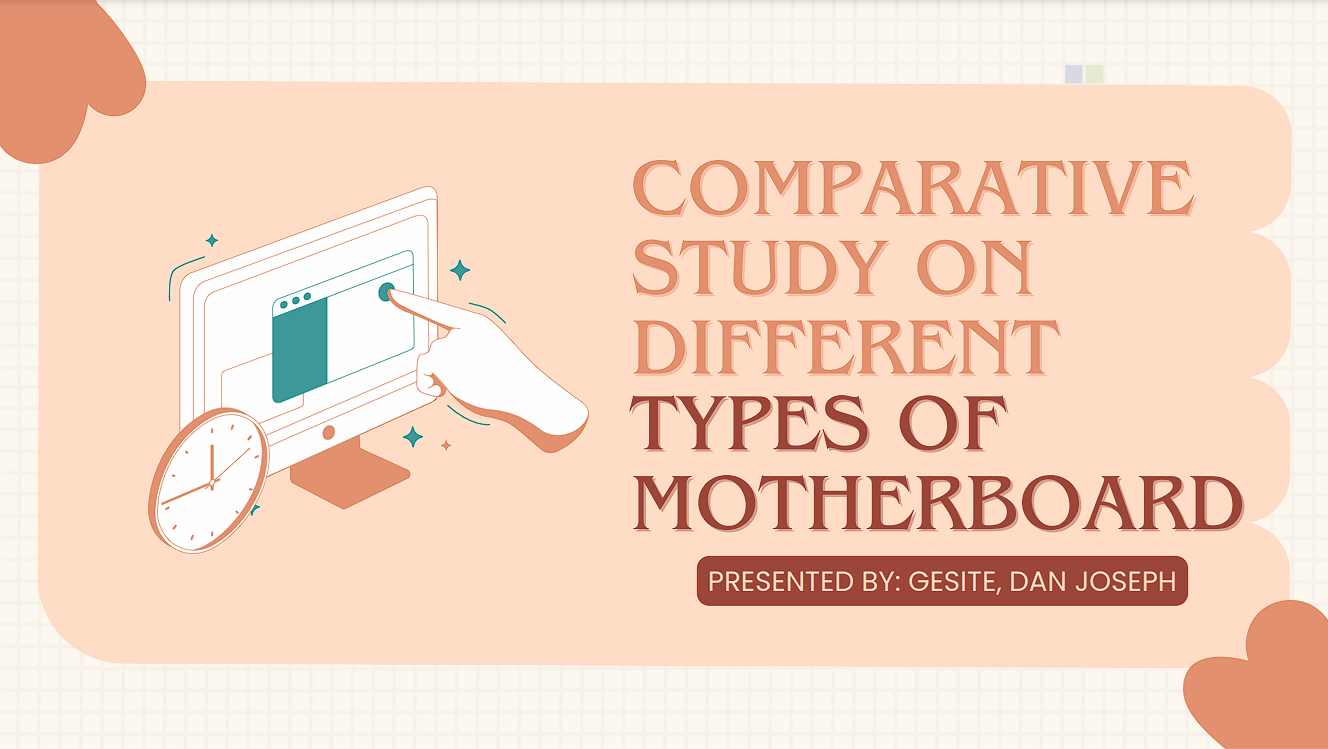 COMPARATIVE
STUDY ON
DIFFERENT
TYPES OF
MOTHERBOARD
PRESENTED BY: GESITE, DAN JOSEPH